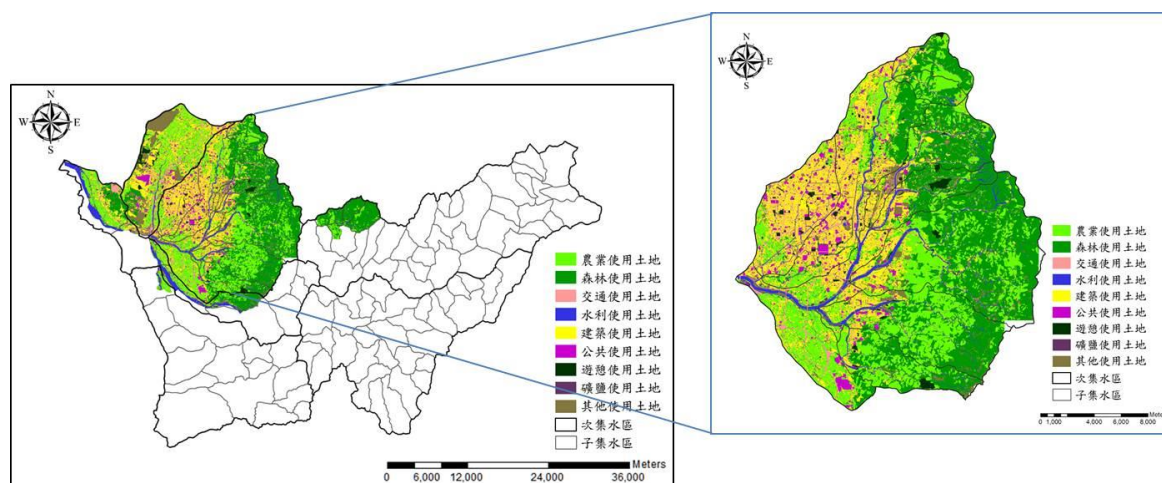 N
W E
S
農業使用土地
森林使用土地
交通使用土地
水利使用土地
建築使用土地
公共使用土地
遊憩使用土地
礦鹽使用土地
其他使用土地
次集水區
子集水區
Meters
0 6,000 12,000 24,000 36,000
N
W E
S
農業使用土地
森林使用土地
交通使用土地
水利使用土地
建築使用土地
公共使用土地
遊憩使用土地
礦鹽使用土地
其他使用土地
次集水區
子集水區
Meters
0 1,000 4,000 6,000 8,000